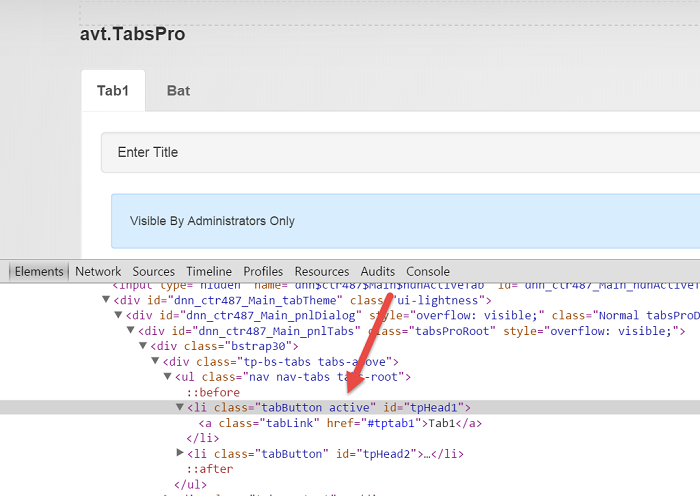 avt.TabsPro
Tab1 Bat
Enter Title
Visible By Administrators Only
Elements Network Sources Timeline Profiles Resources Audits Console
<input type="hidden" name="dnn$ctr487$Main$hdnActiveTab" id="dnn_ctr487_Main_hdnActive
▼<div id="dnn_ctr487_Main_tabTheme" class="ui-lightness">
▼<div id="dnn_ctr487_Main_pnlDialog" style="overflow: visible;" class="Normal tabsProD
▼<div id="dnn_ctr487_Main_pnlTabs" class="tabsProRoot" style="overflow: visible;">
▼<div class="bstrap30">
▼<div class="tp-bs-tabs tabs-above">
▼<ul class="nav nav-tabs tabs-root">
::before
▼<li class="tabButton active" id="tpHead1">
<a class="tabLink" href="#tptab1">Tab1</a>
</li>
▶<li class="tabButton" id="tpHead2">…</li>
::after
</ul>